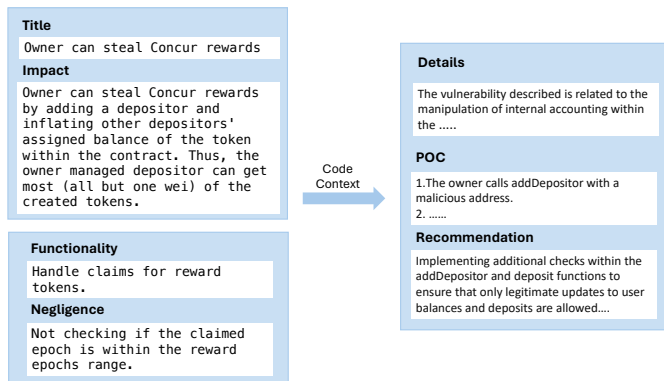 Title
Owner can steal Concur rewards
Impact
Owner can steal Concur rewards
by adding a depositor and
inflating other depositors'
assigned balance of the token
within the contract. Thus, the
owner managed depositor can get
most (all but one wei) of the
created tokens.
Functionality
Handle claims for reward
tokens.
Negligence
Not checking if the claimed
epoch is within the reward
epochs range.
Code
Context
Details
The vulnerability described is related to the
manipulation of internal accounting within
the .....
POC
1.The owner calls addDepositor with a
malicious address.
2. ......
Recommendation
Implementing additional checks within the
addDepositor and deposit functions to
ensure that only legitimate updates to user
balances and deposits are allowed....